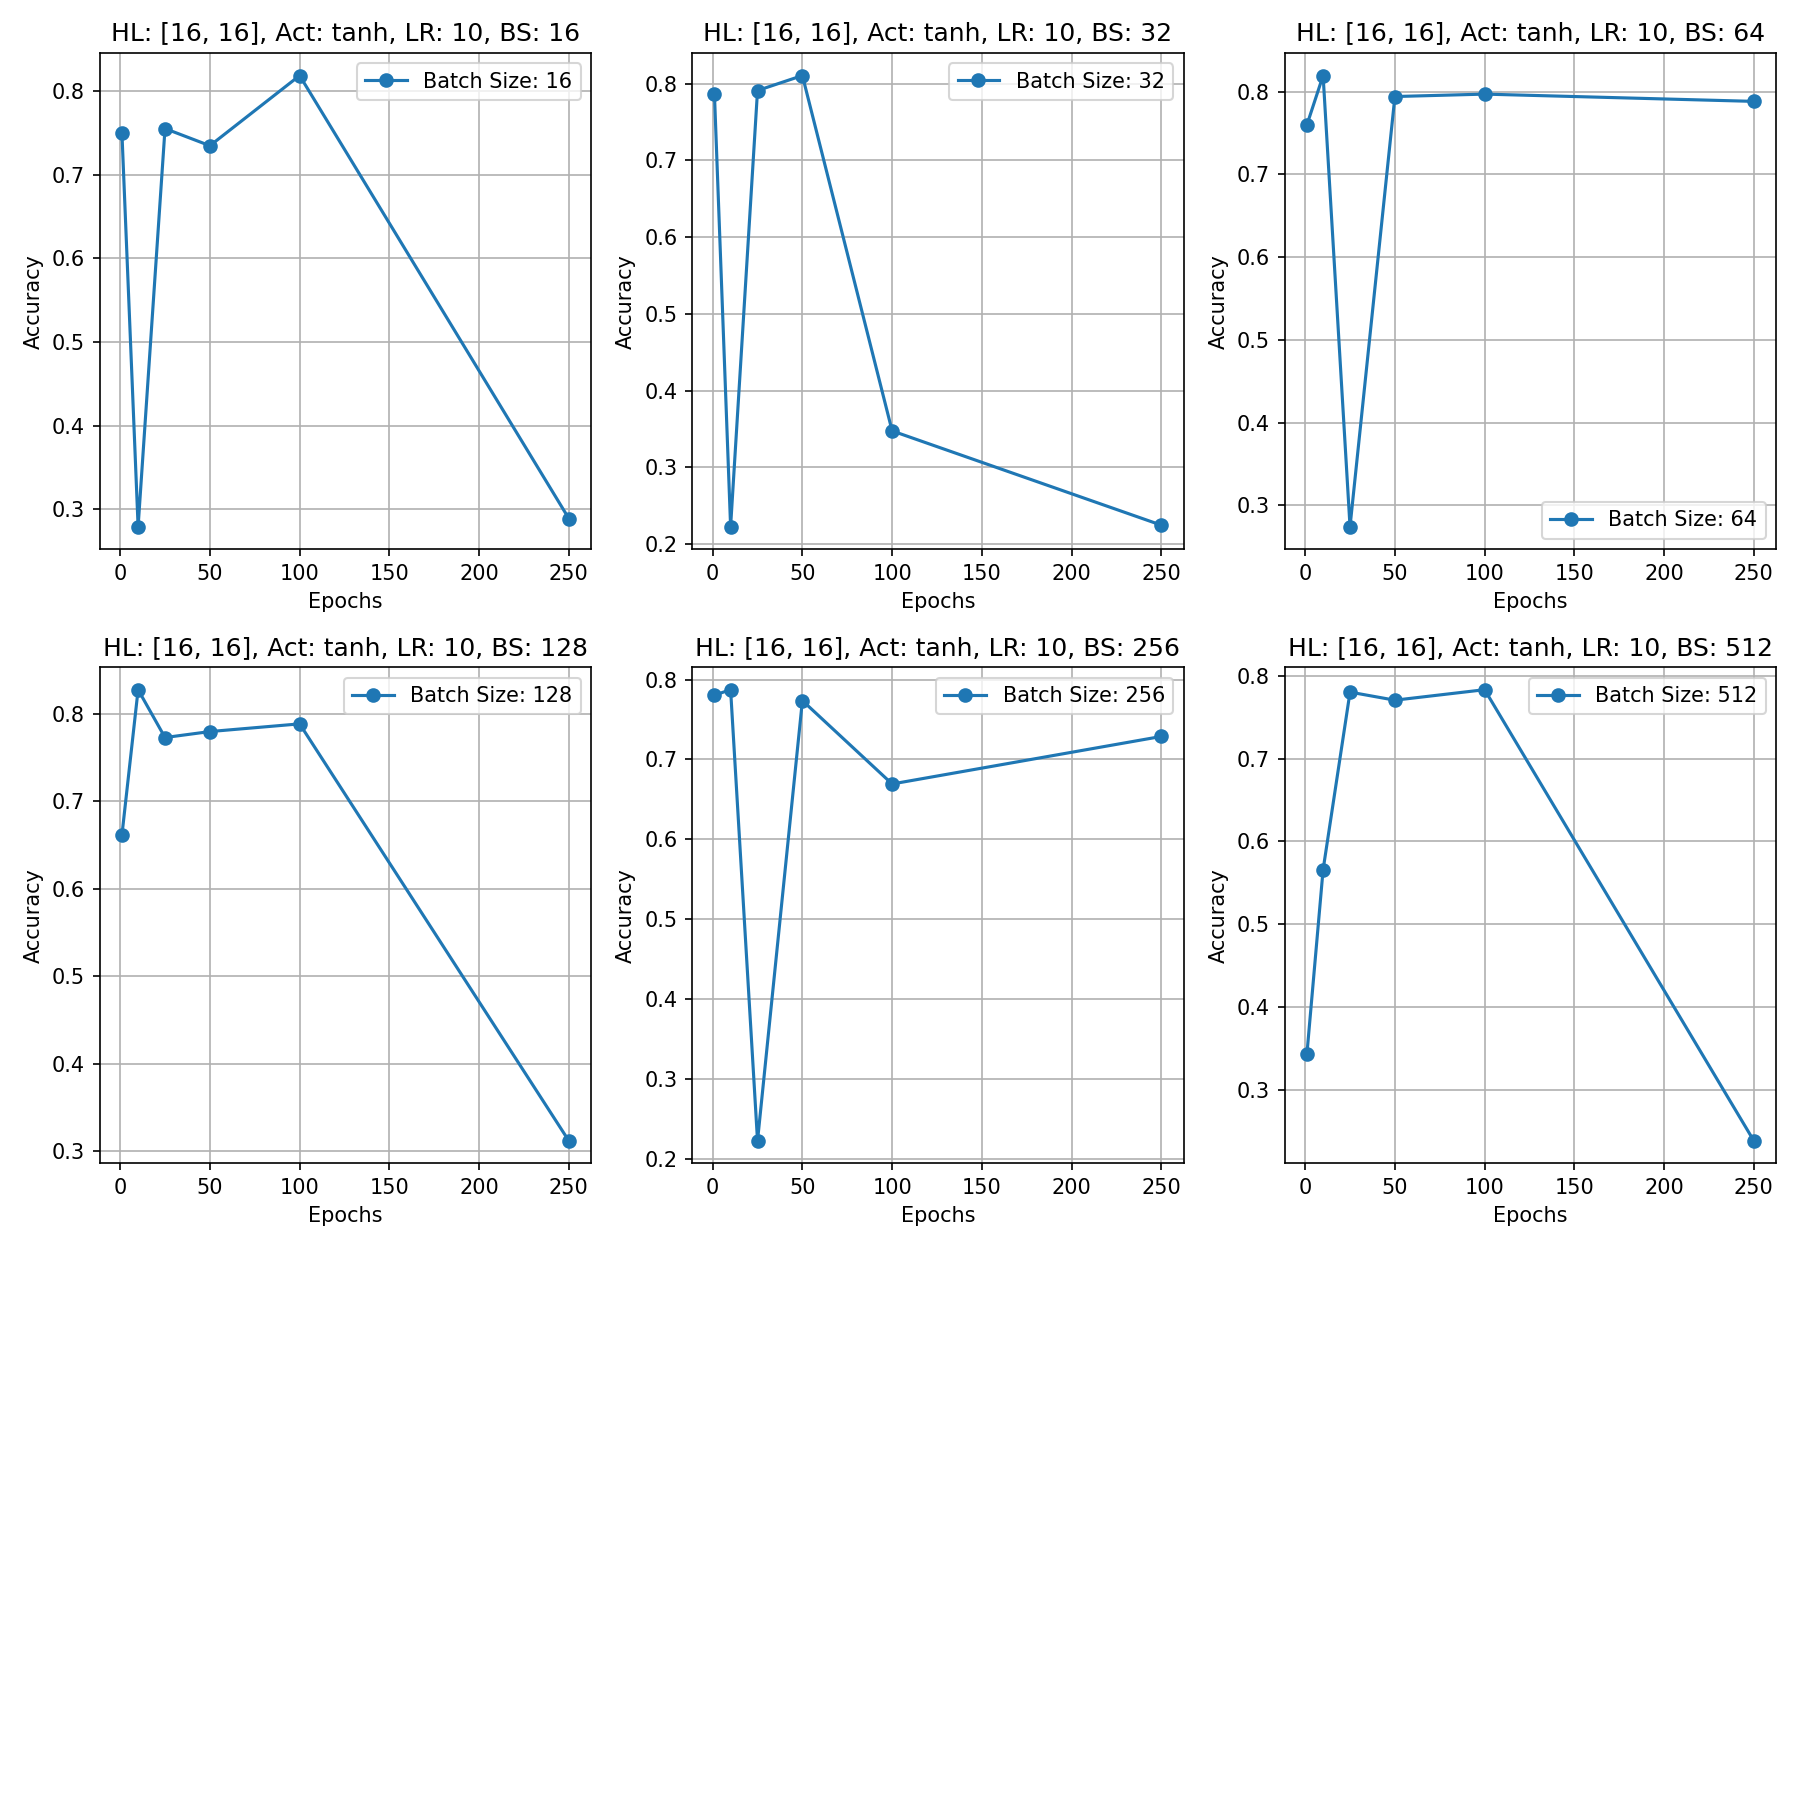 HL: [16, 16], Act: tanh, LR: 10, BS: 16
Batch Size: 16
Accuracy
0.8
0.7
0.6
0.5
0.4
0.3
0 50 100 150 200 250
Epochs
HL: [16, 16], Act: tanh, LR: 10, BS: 32
Batch Size: 32
Accuracy
0.8
0.7
0.6
0.5
0.4
0.3
0.2
0 50 100 150 200 250
Epochs
HL: [16, 16], Act: tanh, LR: 10, BS: 64
Accuracy
0.8
0.7
0.6
0.5
0.4
0.3
Batch Size: 64
0 50 100 150 200 250
Epochs
HL: [16, 16], Act: tanh, LR: 10, BS: 128
Batch Size: 128
Accuracy
0.8
0.7
0.6
0.5
0.4
0.3
0 50 100 150 200 250
Epochs
HL: [16, 16], Act: tanh, LR: 10, BS: 256
Batch Size: 256
Accuracy
0.8
0.7
0.6
0.5
0.4
0.3
0.2
0 50 100 150 200 250
Epochs
HL: [16, 16], Act: tanh, LR: 10, BS: 512
Batch Size: 512
Accuracy
0.8
0.7
0.6
0.5
0.4
0.3
0 50 100 150 200 250
Epochs